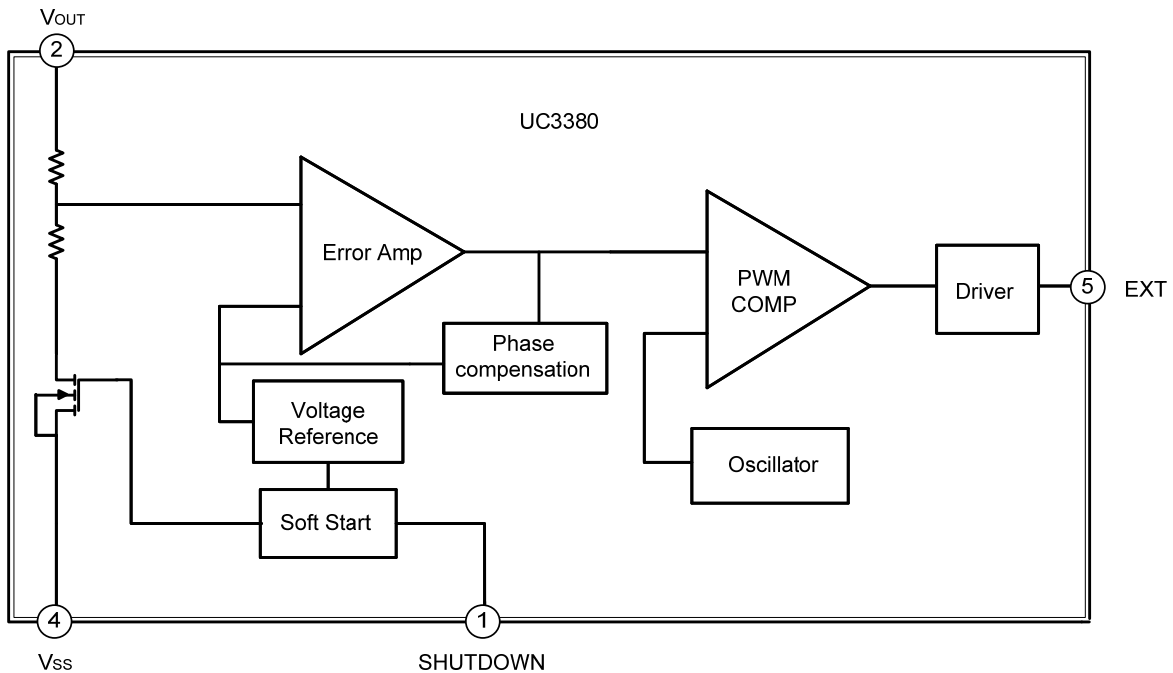 VOUT
2
UC3380
Error Amp
PWM
COMP
Driver
5
EXT
Phase
compensation
Voltage
Reference
Oscillator
Soft Start
4
1
VSS
SHUTDOWN